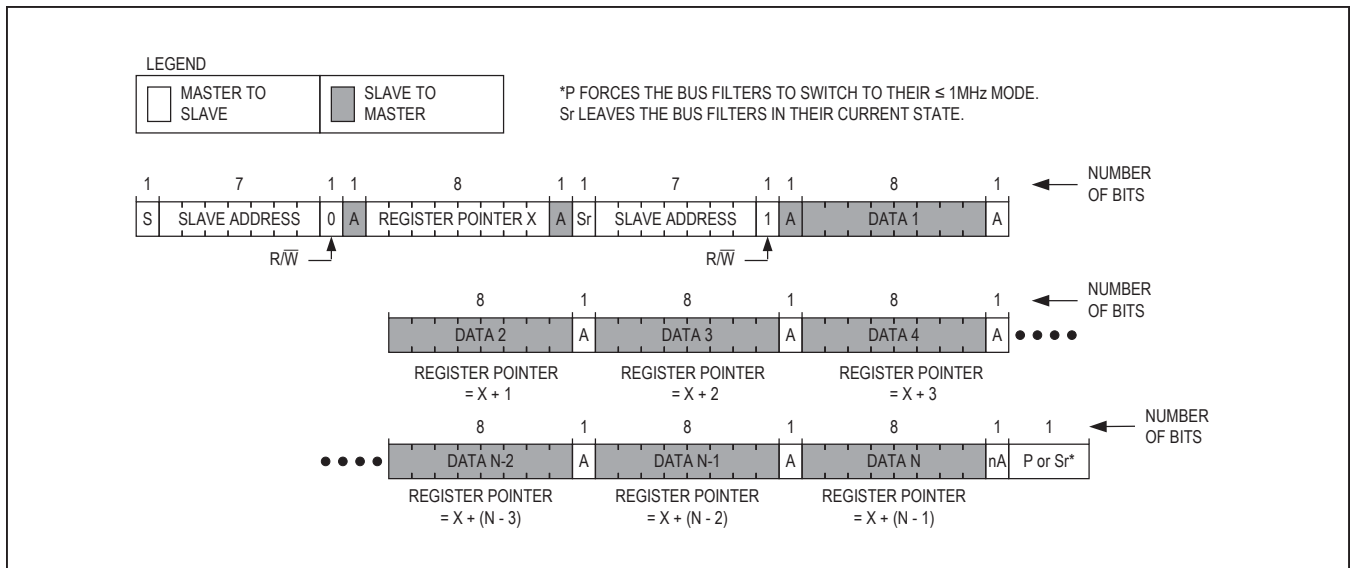 LEGEND
MASTER TO
SLAVE
SLAVE TO
MASTER
*P FORCES THE BUS FILTERS TO SWITCH TO THEIR ≤ 1MHz MODE.
Sr LEAVES THE BUS FILTERS IN THEIR CURRENT STATE.
1 7 1 1 8 1 1 7 1 1 8 1 NUMBER
OF BITS
S SLAVE ADDRESS 0 A REGISTER POINTER X A Sr SLAVE ADDRESS 1 A DATA 1 A
R/W̅ R/W̅
8 1 8 1 8 1 NUMBER
OF BITS
DATA 2 A DATA 3 A DATA 4 A
REGISTER POINTER REGISTER POINTER REGISTER POINTER
= X + 1 = X + 2 = X + 3
8 1 8 1 8 1 1 NUMBER
OF BITS
DATA N-2 A DATA N-1 A DATA N nA P or Sr*
REGISTER POINTER REGISTER POINTER REGISTER POINTER
= X + (N - 3) = X + (N - 2) = X + (N - 1)